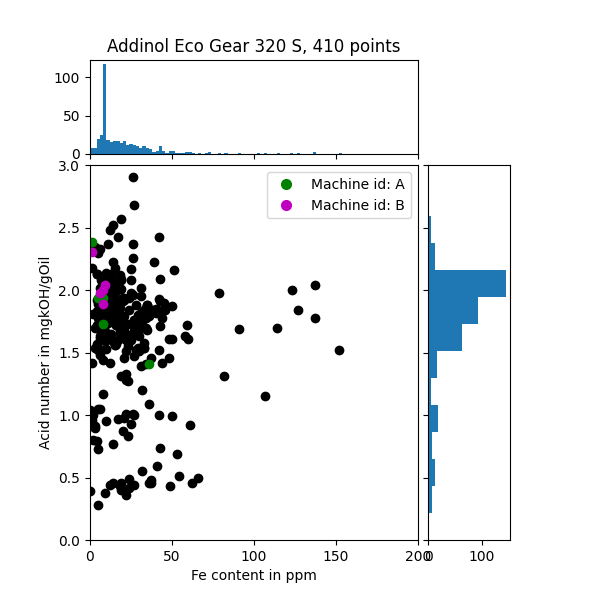 Addinol Eco Gear 320 S, 410 points
100
50
0
3.0
2.5
2.0
1.5
1.0
0.5
0.0
Acid number in mgkOH/gOil
Machine id: A
Machine id: B
0 50 100 150 200
0 100
Fe content in ppm